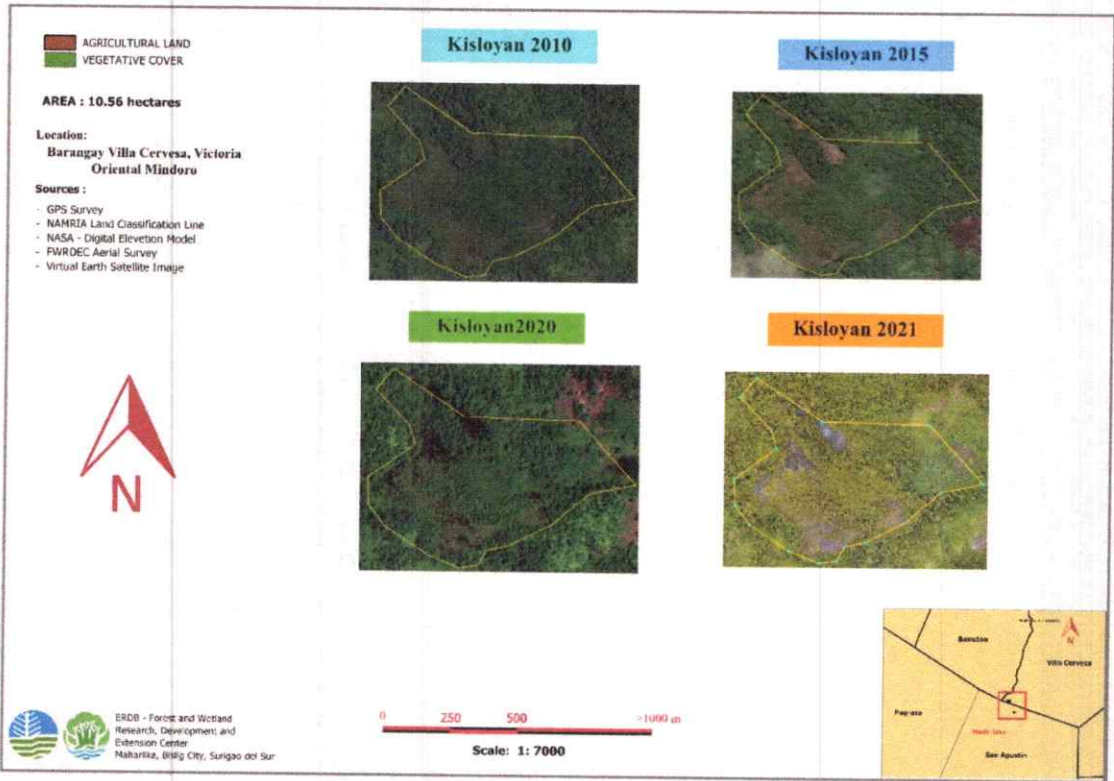 AGRICULTURAL LAND
VEGETATIVE COVER
AREA : 10.56 hectares
Location:
Barangay Villa Cervesa, Victoria
Oriental Mindoro
Sources :
- GPS Survey
- NAMRIA Land Classification Line
- NASA - Digital Elevetion Model
- FWRDEC Aerial Survey
- Virtual Earth Satellite Image
N
Kisloyan 2010
Kisloyan 2015
Kisloyan2020
Kisloyan 2021
ERDB - Forest and Wetland
Research, Development and
Extension Center
Maharlika, Bislig City, Surigao del Sur
0 250 500 >1000 m
Scale: 1: 7000
N
Villa Cervesa
Pag-asa
San Agustin